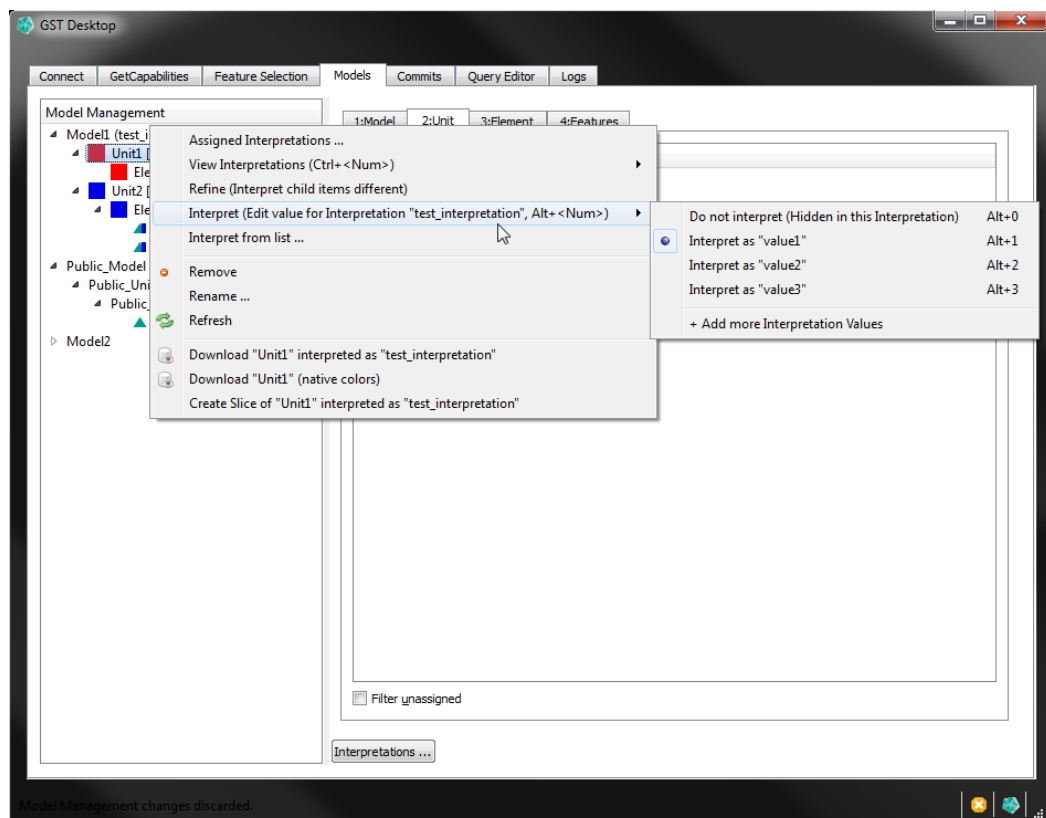 GST Desktop
Connect GetCapabilities Feature Selection Models Commits Query Editor Logs
Model Management
1:Model 2:Unit 3:Element 4:Features
Model1 (test_i
Unit1 [
Ele
Unit2 [
Ele
Public_Model
Public_Uni
Public_
Model2
Assigned Interpretations ...
View Interpretations (Ctrl+<Num>)
Refine (Interpret child items different)
Interpret (Edit value for Interpretation "test_interpretation", Alt+<Num>)
Interpret from list ...
Remove
Rename ...
Refresh
Download "Unit1" interpreted as "test_interpretation"
Download "Unit1" (native colors)
Create Slice of "Unit1" interpreted as "test_interpretation"
Do not interpret (Hidden in this Interpretation) Alt+0
Interpret as "value1" Alt+1
Interpret as "value2" Alt+2
Interpret as "value3" Alt+3
+ Add more Interpretation Values
Filter unassigned
Interpretations ...
Model Management changes discarded.